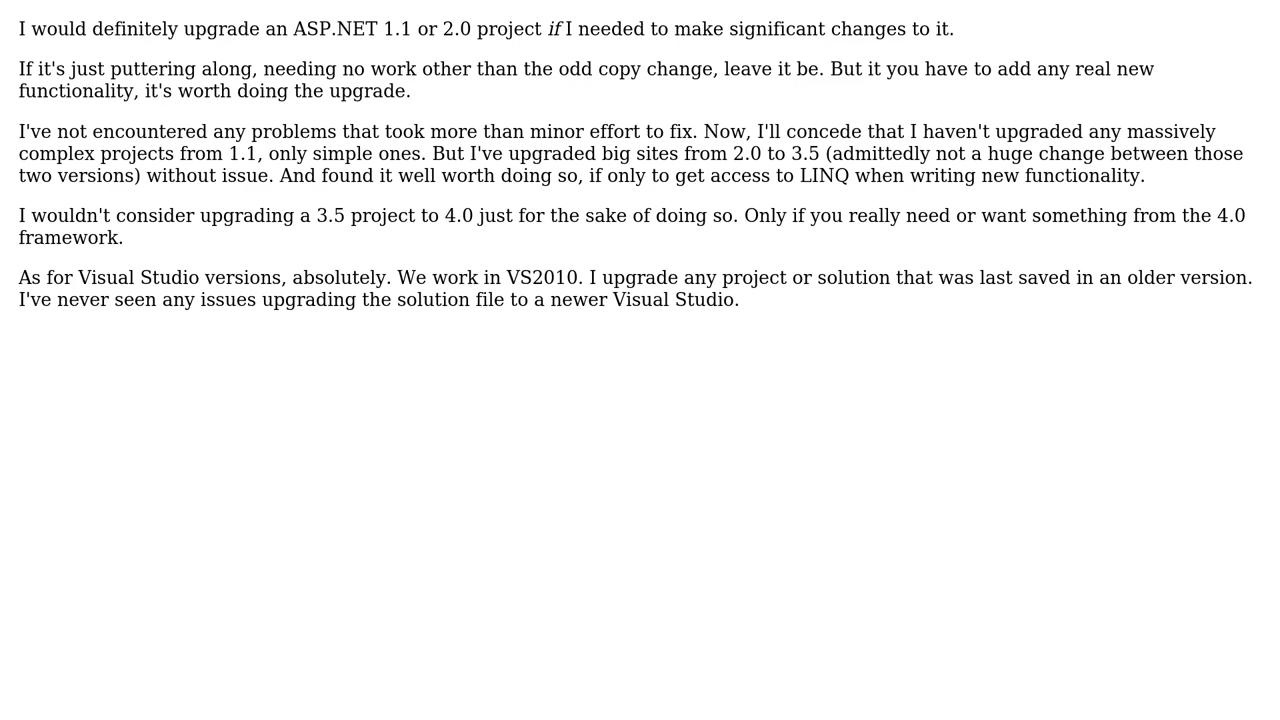 I would definitely upgrade an ASP.NET 1.1 or 2.0 project if I needed to make significant changes to it.
If it's just puttering along, needing no work other than the odd copy change, leave it be. But it you have to add any real new
functionality, it's worth doing the upgrade.
I've not encountered any problems that took more than minor effort to fix. Now, I'll concede that I haven't upgraded any massively
complex projects from 1.1, only simple ones. But I've upgraded big sites from 2.0 to 3.5 (admittedly not a huge change between those
two versions) without issue. And found it well worth doing so, if only to get access to LINQ when writing new functionality.
I wouldn't consider upgrading a 3.5 project to 4.0 just for the sake of doing so. Only if you really need or want something from the 4.0
framework.
As for Visual Studio versions, absolutely. We work in VS2010. I upgrade any project or solution that was last saved in an older version.
I've never seen any issues upgrading the solution file to a newer Visual Studio.